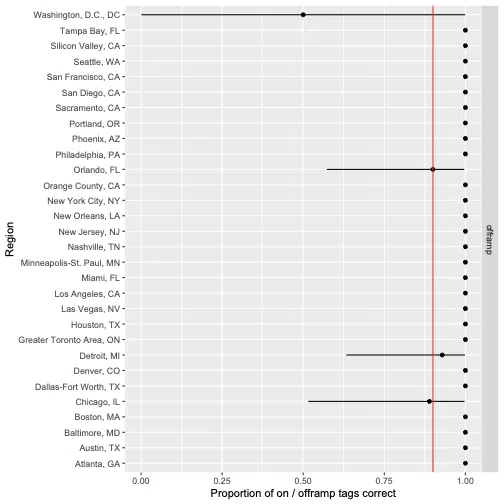 Washington, D.C., DC
Tampa Bay, FL
Silicon Valley, CA
Seattle, WA
San Francisco, CA
San Diego, CA
Sacramento, CA
Portland, OR
Phoenix, AZ
Philadelphia, PA
Orlando, FL
Orange County, CA
New York City, NY
New Orleans, LA
New Jersey, NJ
Nashville, TN
Minneapolis-St. Paul, MN
Miami, FL
Los Angeles, CA
Las Vegas, NV
Houston, TX
Greater Toronto Area, ON
Detroit, MI
Denver, CO
Dallas-Fort Worth, TX
Chicago, IL
Boston, MA
Baltimore, MD
Austin, TX
Atlanta, GA
Region
offramp
0.00 0.25 0.50 0.75 1.00
Proportion of on / offramp tags correct